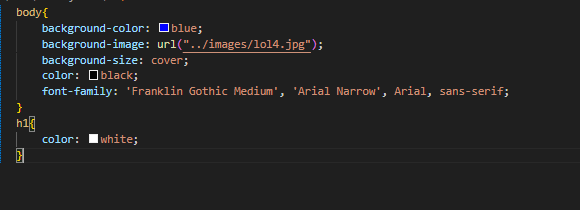 body{
background-color: blue;
background-image: url("../images/lol4.jpg");
background-size: cover;
color: black;
font-family: 'Franklin Gothic Medium', 'Arial Narrow', Arial, sans-serif;
}
h1{
color: white;
}